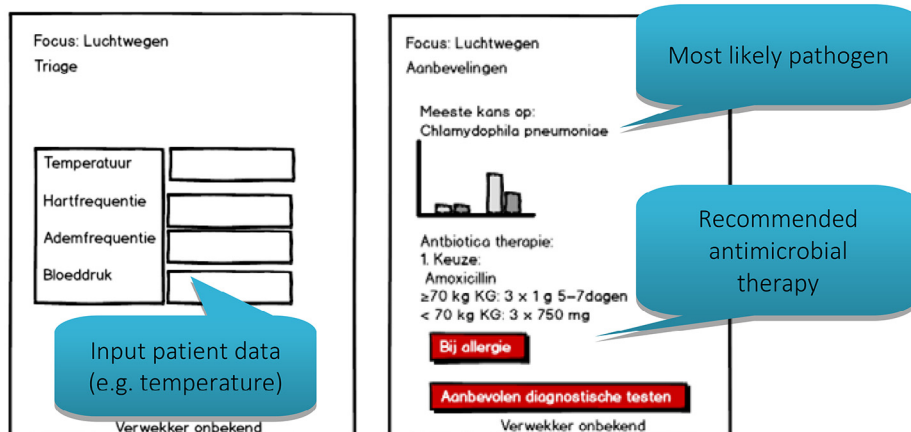 Focus: Luchtwegen
Triage
Temperatuur
Hartfrequentie
Ademfrequentie
Bloeddruk
Input patient data
(e.g. temperature)
Verwekker onbekend
Focus: Luchtwegen
Aanbevelingen
Meeste kans op:
Chlamydophila pneumoniae
Antbiotica therapie:
1. Keuze:
Amoxicillin
≥70 kg KG: 3 x 1 g 5-7dagen
< 70 kg KG: 3 x 750 mg
Bij allergie
Aanbevolen diagnostische testen
Verwekker onbekend
Most likely pathogen
Recommended
antimicrobial
therapy